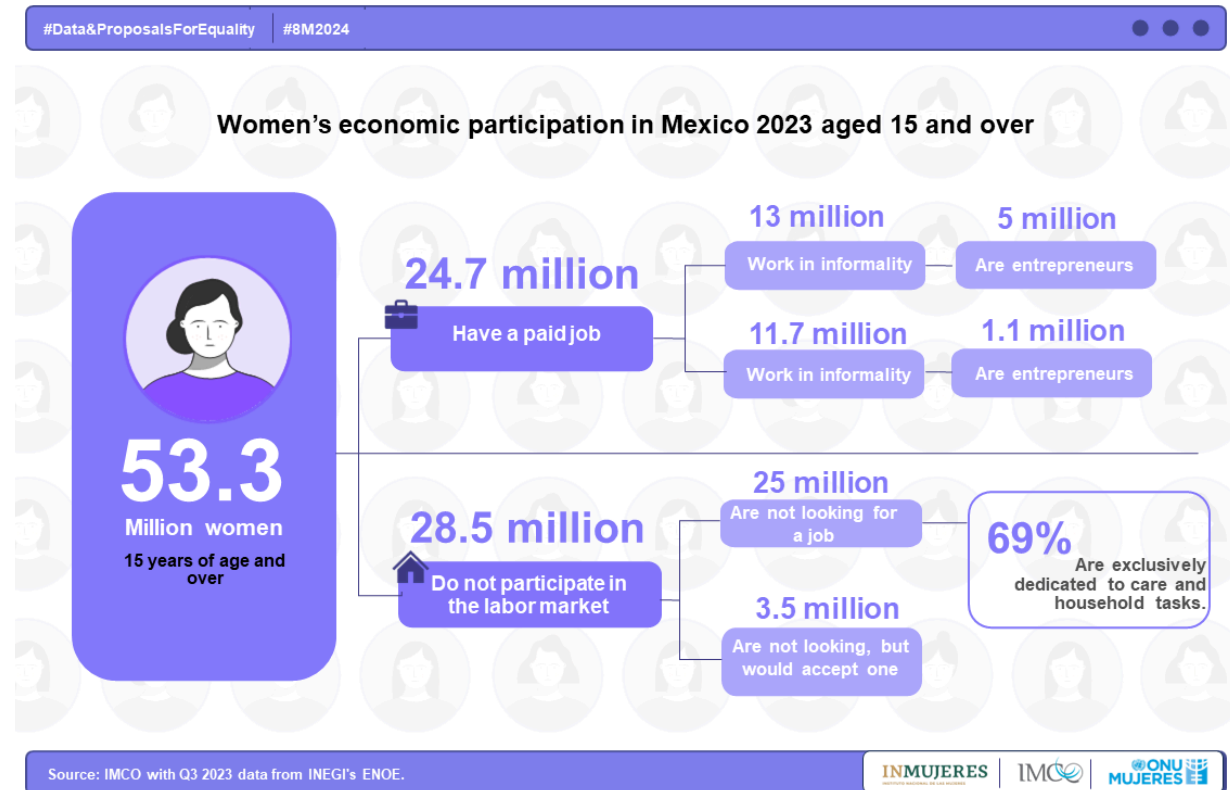 #Data&ProposalsForEquality
#8M2024
Women's economic participation in Mexico 2023 aged 15 and over
53.3
Million women
15 years of age and
over
24.7 million
Have a paid job
13 million
Work in informality
5 million
Are entrepreneurs
11.7 million
Work in informality
1.1 million
Are entrepreneurs
28.5 million
Do not participate in
the labor market
25 million
Are not looking for
a job
69%
Are exclusively
dedicated to care and
household tasks.
3.5 million
Are not looking, but
would accept one
Source: IMCO with Q3 2023 data from INEGI's ENOE.
INMUJERES
INSTITUTO NACIONAL DE LAS MUJERES
IMCO
ONU
MUJERES